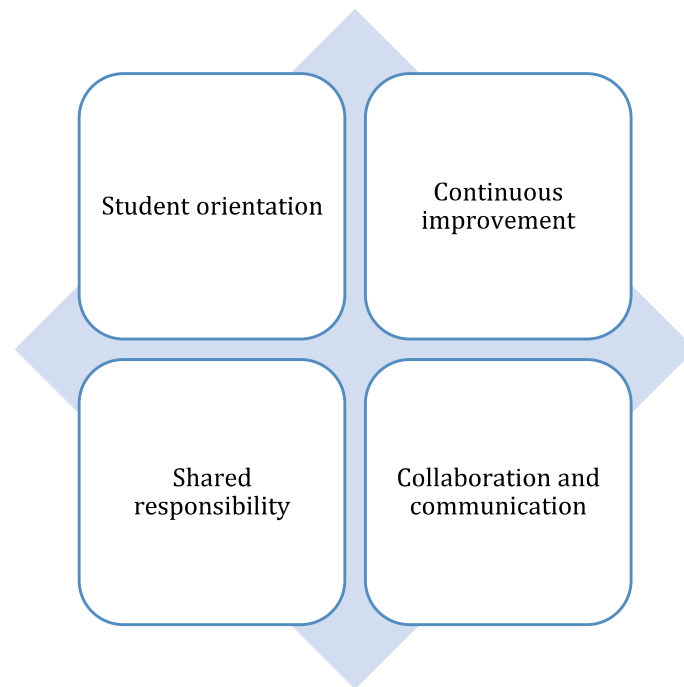 Student orientation
Continuous
improvement
Shared
responsibility
Collaboration and
communication